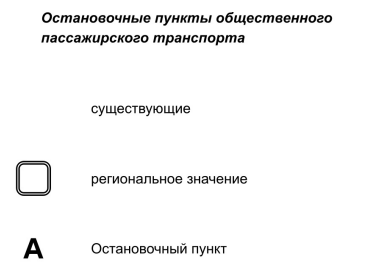 Остановочные пункты общественного
пассажирского транспорта
существующие
региональное значение
А Остановочный пункт